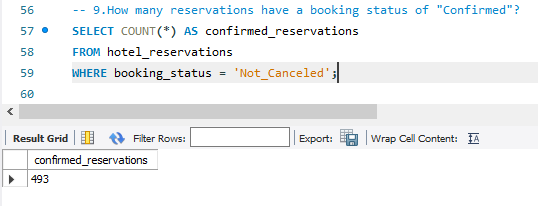 56 -- 9.How many reservations have a booking status of "Confirmed"?
57 SELECT COUNT(*) AS confirmed_reservations
58 FROM hotel_reservations
59 WHERE booking_status = 'Not_Canceled';
60
Result Grid Filter Rows: Export: Wrap Cell Content: IA
confirmed_reservations
493